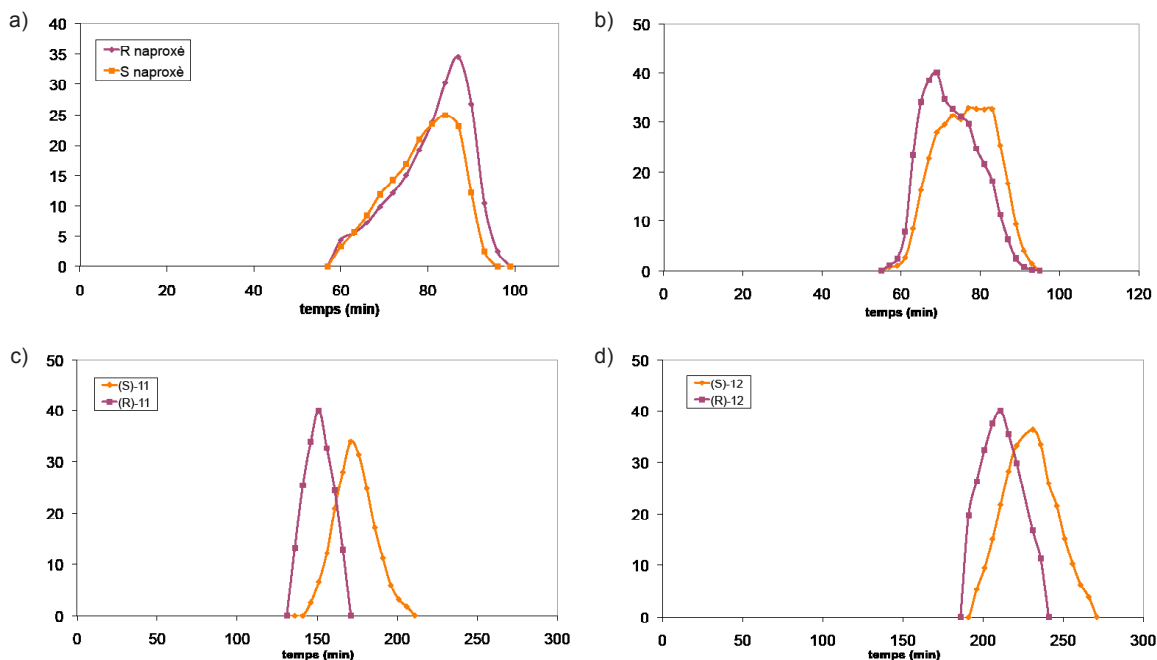 a)
40
35
30
25
20
15
10
5
0
R naproxè
S naproxè
0 20 40 60 80 100
temps (min)
b)
50
40
30
20
10
0
0 20 40 60 80 100 120
temps (min)
c)
50
40
30
20
10
0
(S)-11
(R)-11
0 50 100 150 200 250 300
temps (min)
d)
50
40
30
20
10
0
(S)-12
(R)-12
0 50 100 150 200 250 300
temps (min)